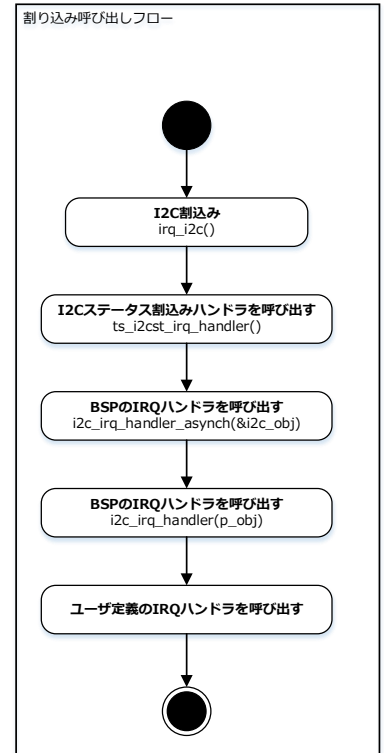 割り込み呼び出しフロー
I2C割込み
irq_i2c()
I2Cステータス割込みハンドラを呼び出す
ts_i2cst_irq_handler()
BSPのIRQハンドラを呼び出す
i2c_irq_handler_asynch(&i2c_obj)
BSPのIRQハンドラを呼び出す
i2c_irq_handler(p_obj)
ユーザ定義のIRQハンドラを呼び出す